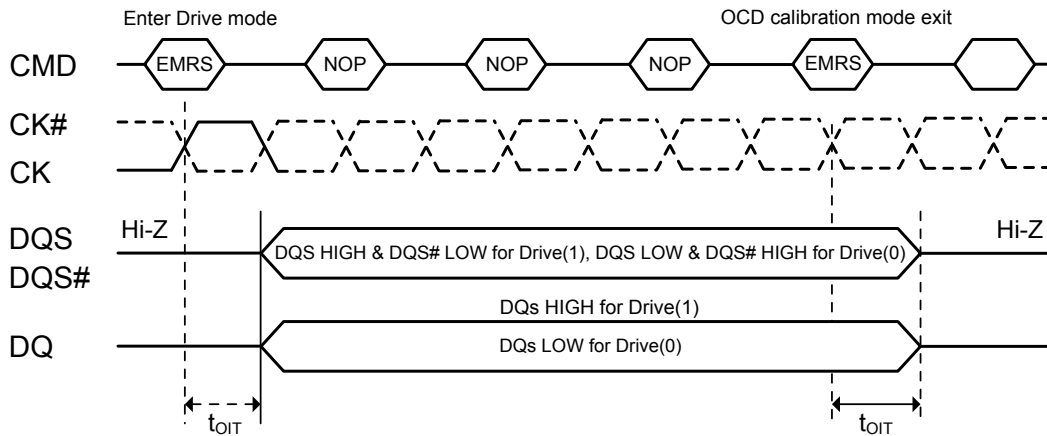 Enter Drive mode
OCD calibration mode exit
CMD
EMRS
NOP
NOP
NOP
EMRS
CK#
CK
Hi-Z
Hi-Z
DQS
DQS HIGH & DQS# LOW for Drive(1), DQS LOW & DQS# HIGH for Drive(0)
DQS#
DQs HIGH for Drive(1)
DQ
DQs LOW for Drive(0)
tOIT
tOIT